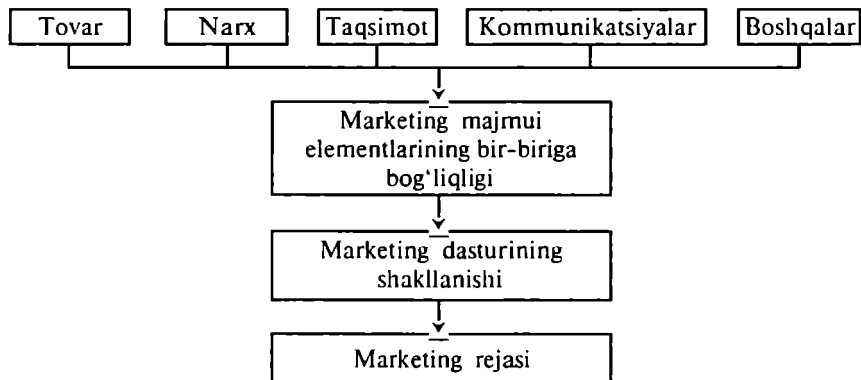 Tovar Narx Taqsimot Kommunikatsiyalar Boshqalar
Marketing majmui
elementlarining bir-biriga
bog‘liqligi
Marketing dasturining
shakllanishi
Marketing rejasi